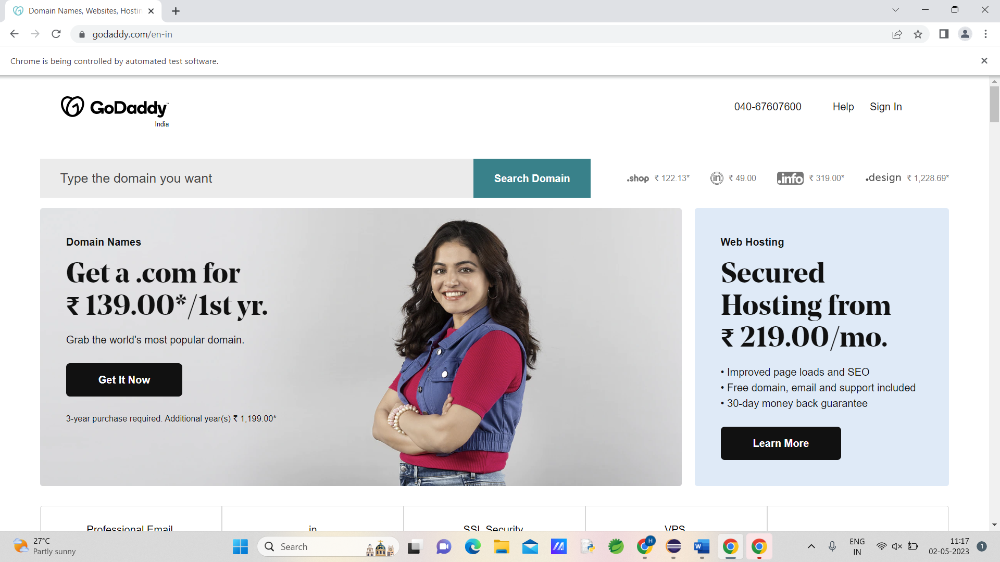 Domain Names, Websites, Hostin
godaddy.com/en-in
Chrome is being controlled by automated test software.
GoDaddy
India
040-67607600
Help
Sign In
Type the domain you want
Search Domain
.shop ₹ 122.13*
in ₹ 49.00
.info ₹ 319.00*
.design ₹ 1,228.69*
Domain Names
Get a .com for
₹ 139.00*/1st yr.
Grab the world's most popular domain.
Get It Now
3-year purchase required. Additional year(s) ₹ 1,199.00*
Web Hosting
Secured
Hosting from
₹ 219.00/mo.
• Improved page loads and SEO
• Free domain, email and support included
• 30-day money back guarantee
Learn More
Professional Email
in
SSL Security
VPS
27°C
Partly sunny
Search
H
ENG
IN
11:17
02-05-2023
1